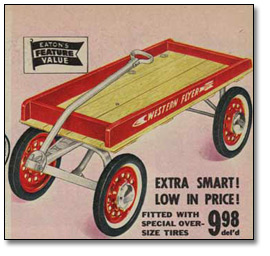 EATON'S
FEATURE
VALUE
WESTERN FLYER
EXTRA SMART!
LOW IN PRICE!
FITTED WITH
SPECIAL OVER-
SIZE TIRES
9.98
del'd